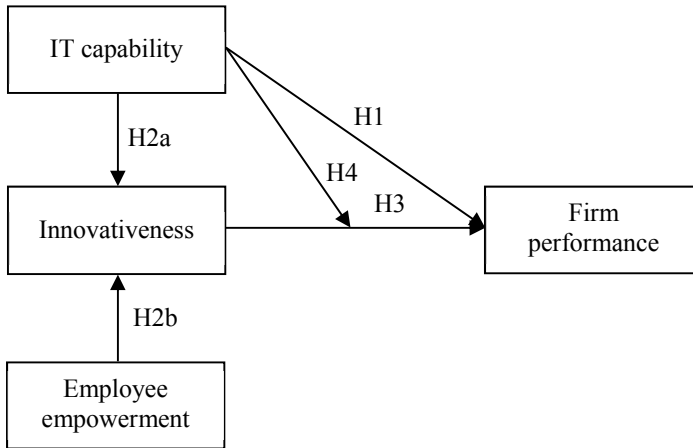 IT capability
H1
H2a
H4
H3
Innovativeness
Firm
performance
H2b
Employee
empowerment